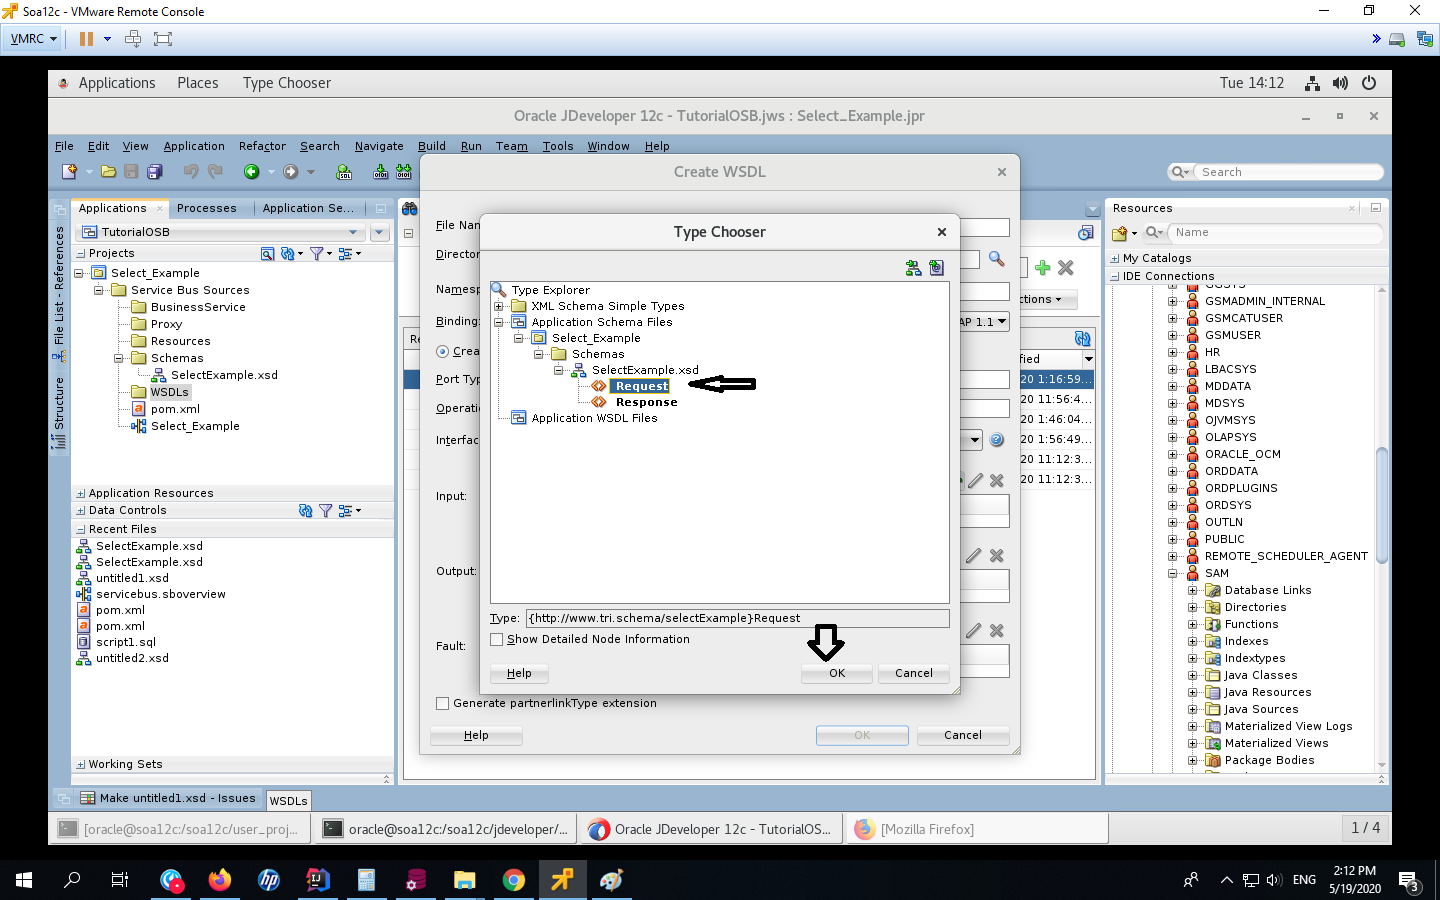 Soa12c - VMware Remote Console
VMRC
Applications Places Type Chooser
Tue 14:12
Oracle JDeveloper 12c - TutorialOSB.jws : Select_Example.jpr
File Edit View Application Refactor Search Navigate Build Run Team Tools Window Help
Search
Applications
Processes
Application Se...
TutorialOSB
Projects
Select_Example
Service Bus Sources
BusinessService
Proxy
Resources
Schemas
SelectExample.xsd
WSDLs
pom.xml
Select_Example
Application Resources
Data Controls
Recent Files
SelectExample.xsd
SelectExample.xsd
untitled1.xsd
servicebus.sboverview
pom.xml
pom.xml
script1.sql
untitled2.xsd
Working Sets
File List - References
Structure
Create WSDL
File Nam
Director
Namesp
Binding:
AP 1.1
Crea
Port Typ
Operatio
Interfac
Input:
Output:
Fault:
Generate partnerlinkType extension
Help
OK
Cancel
Type Chooser
Type Explorer
XML Schema Simple Types
Application Schema Files
Select_Example
Schemas
SelectExample.xsd
Request
Response
Application WSDL Files
Type: {http://www.tri.schema/selectExample}Request
Show Detailed Node Information
Help
OK
Cancel
Re
ctions
fied
20 1:16:59...
20 11:56:4...
20 1:46:04...
20 1:56:49...
20 11:12:3...
20 11:12:3...
Resources
Name
My Catalogs
IDE Connections
GGSYS
GSMADMIN_INTERNAL
GSMCATUSER
GSMUSER
HR
LBACSYS
MDDATA
MDSYS
OJVMSYS
OLAPSYS
ORACLE_OCM
ORDDATA
ORDPLUGINS
ORDSYS
OUTLN
PUBLIC
REMOTE_SCHEDULER_AGENT
SAM
Database Links
Directories
Functions
Indexes
Indextypes
Java Classes
Java Resources
Java Sources
Materialized View Logs
Materialized Views
Package Bodies
Make untitled1.xsd - Issues
WSDLs
[oracle@soa12c:/soa12c/user_proj...
oracle@soa12c:/soa12c/jdeveloper/...
Oracle JDeveloper 12c - TutorialOS...
[Mozilla Firefox]
1 / 4
ENG
2:12 PM
5/19/2020
3